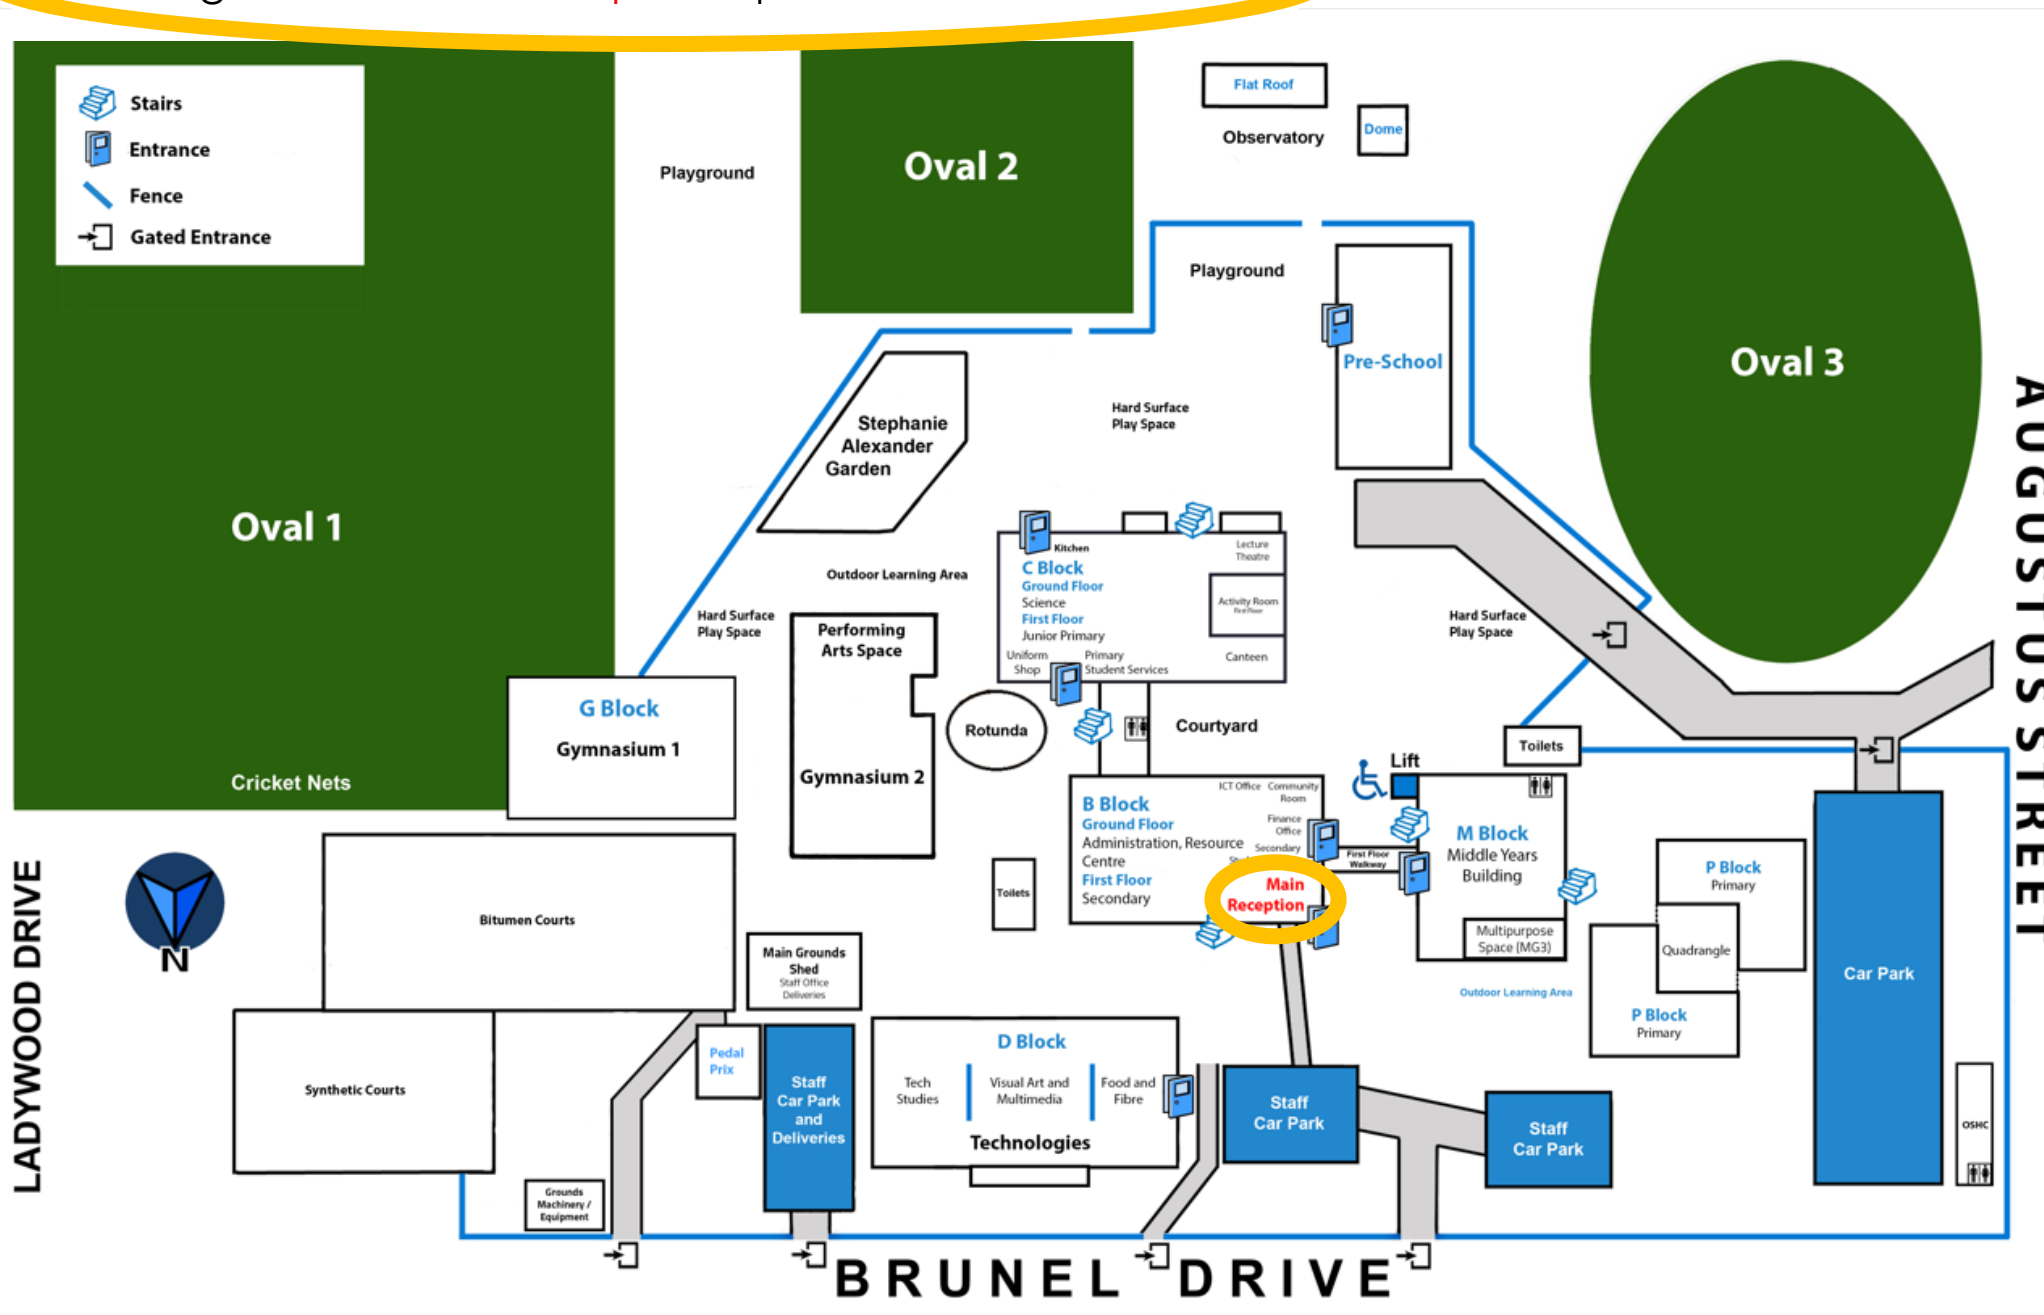 Stairs
Entrance
Fence
Gated Entrance
Playground
Oval 2
Flat Roof
Observatory
Dome
Playground
Pre-School
Oval 3
AUGUSTUS STREET
Oval 1
Cricket Nets
Stephanie
Alexander
Garden
Hard Surface
Play Space
Outdoor Learning Area
Hard Surface
Play Space
Performing
Arts Space
Gymnasium 2
G Block
Gymnasium 1
Rotunda
Kitchen
C Block
Ground Floor
Science
First Floor
Junior Primary
Uniform
Shop
Primary
Student Services
Lecture
Theatre
Activity Room
First Floor
Canteen
Courtyard
Hard Surface
Play Space
Toilets
Lift
B Block
Ground Floor
Administration, Resource
Centre
First Floor
Secondary
ICT Office
Community
Room
Finance
Office
Secondary
Main
Reception
First Floor
Walkway
M Block
Middle Years
Building
Multipurpose
Space (MG3)
Outdoor Learning Area
P Block
Primary
Quadrangle
P Block
Primary
Car Park
OSHC
LADYWOOD DRIVE
N
Bitumen Courts
Toilets
Main Grounds
Shed
Staff Office
Deliveries
Synthetic Courts
Pedal
Prix
Staff
Car Park
and
Deliveries
D Block
Tech
Studies
Visual Art and
Multimedia
Food and
Fibre
Technologies
Staff
Car Park
Staff
Car Park
Grounds
Machinery /
Equipment
BRUNEL DRIVE